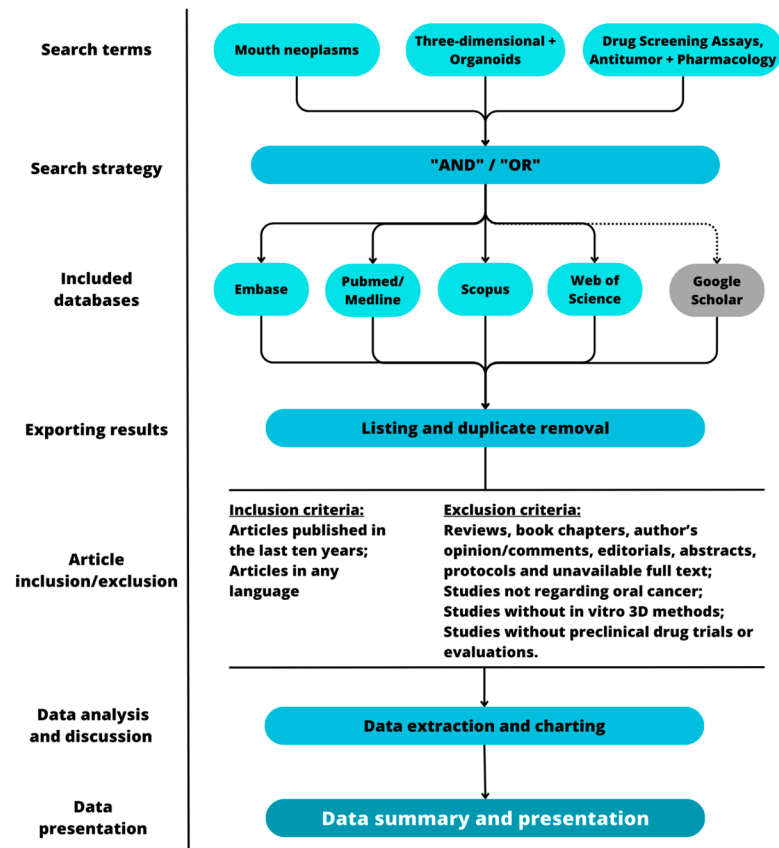 Search terms
Mouth neoplasms
Three-dimensional +
Organoids
Drug Screening Assays,
Antitumor + Pharmacology
Search strategy
"AND" / "OR"
Included
databases
Embase
Pubmed/
Medline
Scopus
Web of
Science
Google
Scholar
Exporting results
Listing and duplicate removal
Article
inclusion/exclusion
Inclusion criteria:
Articles published in
the last ten years;
Articles in any
language
Exclusion criteria:
Reviews, book chapters, author's
opinion/comments, editorials, abstracts,
protocols and unavailable full text;
Studies not regarding oral cancer;
Studies without in vitro 3D methods;
Studies without preclinical drug trials or
evaluations.
Data analysis
and discussion
Data extraction and charting
Data
presentation
Data summary and presentation